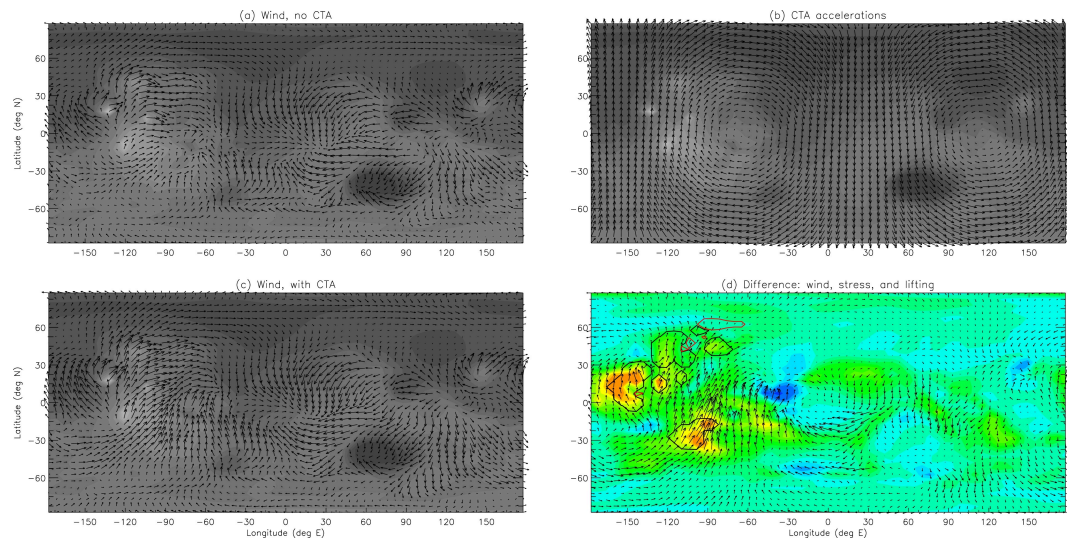 (a) Wind, no CTA
(b) CTA accelerations
60
30
0
−30
−60
Latitude (deg N)
−150 −120 −90 −60 −30 0 30 60 90 120 150
60
30
0
−30
−60
−150 −120 −90 −60 −30 0 30 60 90 120 150
(c) Wind, with CTA
(d) Difference: wind, stress, and lifting
60
30
0
−30
−60
Latitude (deg N)
−150 −120 −90 −60 −30 0 30 60 90 120 150
Longitude (deg E)
60
30
0
−30
−60
−150 −120 −90 −60 −30 0 30 60 90 120 150
Longitude (deg E)